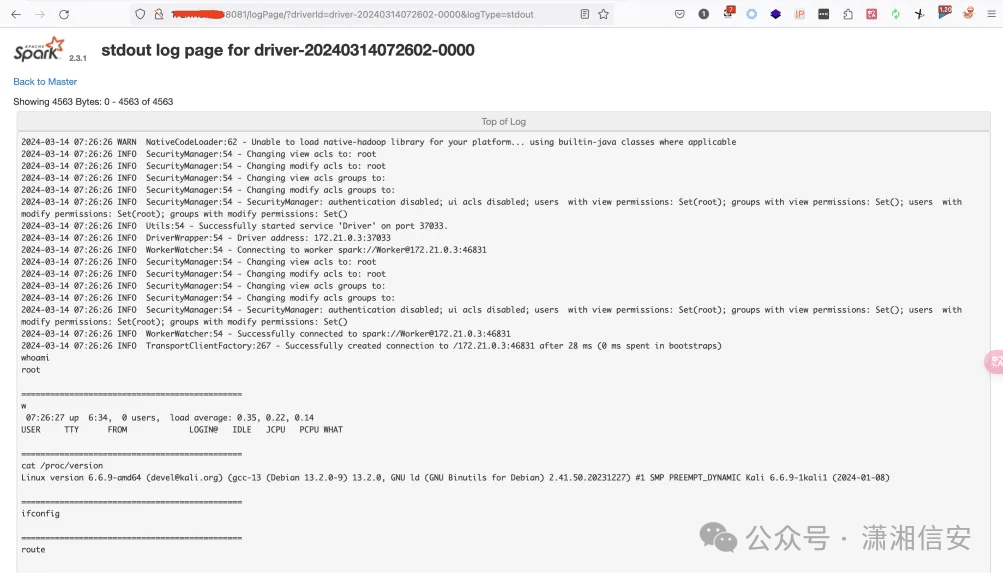 8081/logPage/?driverId=driver-20240314072602-0000&logType=stdout
APACHE
Spark 2.3.1 stdout log page for driver-20240314072602-0000
Back to Master
Showing 4563 Bytes: 0 - 4563 of 4563
Top of Log
2024-03-14 07:26:26 WARN  NativeCodeLoader:62 - Unable to load native-hadoop library for your platform... using builtin-java classes where applicable
2024-03-14 07:26:26 INFO  SecurityManager:54 - Changing view acls to: root
2024-03-14 07:26:26 INFO  SecurityManager:54 - Changing modify acls to: root
2024-03-14 07:26:26 INFO  SecurityManager:54 - Changing view acls groups to:
2024-03-14 07:26:26 INFO  SecurityManager:54 - Changing modify acls groups to:
2024-03-14 07:26:26 INFO  SecurityManager:54 - SecurityManager: authentication disabled; ui acls disabled; users  with view permissions: Set(root); groups with view permissions: Set(); users  with
modify permissions: Set(root); groups with modify permissions: Set()
2024-03-14 07:26:26 INFO  Utils:54 - Successfully started service 'Driver' on port 37033.
2024-03-14 07:26:26 INFO  DriverWrapper:54 - Driver address: 172.21.0.3:37033
2024-03-14 07:26:26 INFO  WorkerWatcher:54 - Connecting to worker spark://Worker@172.21.0.3:46831
2024-03-14 07:26:26 INFO  SecurityManager:54 - Changing view acls to: root
2024-03-14 07:26:26 INFO  SecurityManager:54 - Changing modify acls to: root
2024-03-14 07:26:26 INFO  SecurityManager:54 - Changing view acls groups to:
2024-03-14 07:26:26 INFO  SecurityManager:54 - Changing modify acls groups to:
2024-03-14 07:26:26 INFO  SecurityManager:54 - SecurityManager: authentication disabled; ui acls disabled; users  with view permissions: Set(root); groups with view permissions: Set(); users  with
modify permissions: Set(root); groups with modify permissions: Set()
2024-03-14 07:26:26 INFO  WorkerWatcher:54 - Successfully connected to spark://Worker@172.21.0.3:46831
2024-03-14 07:26:26 INFO  TransportClientFactory:267 - Successfully created connection to /172.21.0.3:46831 after 28 ms (0 ms spent in bootstraps)
whoami
root
=============================================
w
07:26:27 up  6:34,  0 users,  load average: 0.35, 0.22, 0.14
USER     TTY      FROM             LOGIN@   IDLE   JCPU   PCPU WHAT
=============================================
cat /proc/version
Linux version 6.6.9-amd64 (devel@kali.org) (gcc-13 (Debian 13.2.0-9) 13.2.0, GNU ld (GNU Binutils for Debian) 2.41.50.20231227) #1 SMP PREEMPT_DYNAMIC Kali 6.6.9-1kali1 (2024-01-08)
=============================================
ifconfig
=============================================
route
公众号 · 潇湘信安